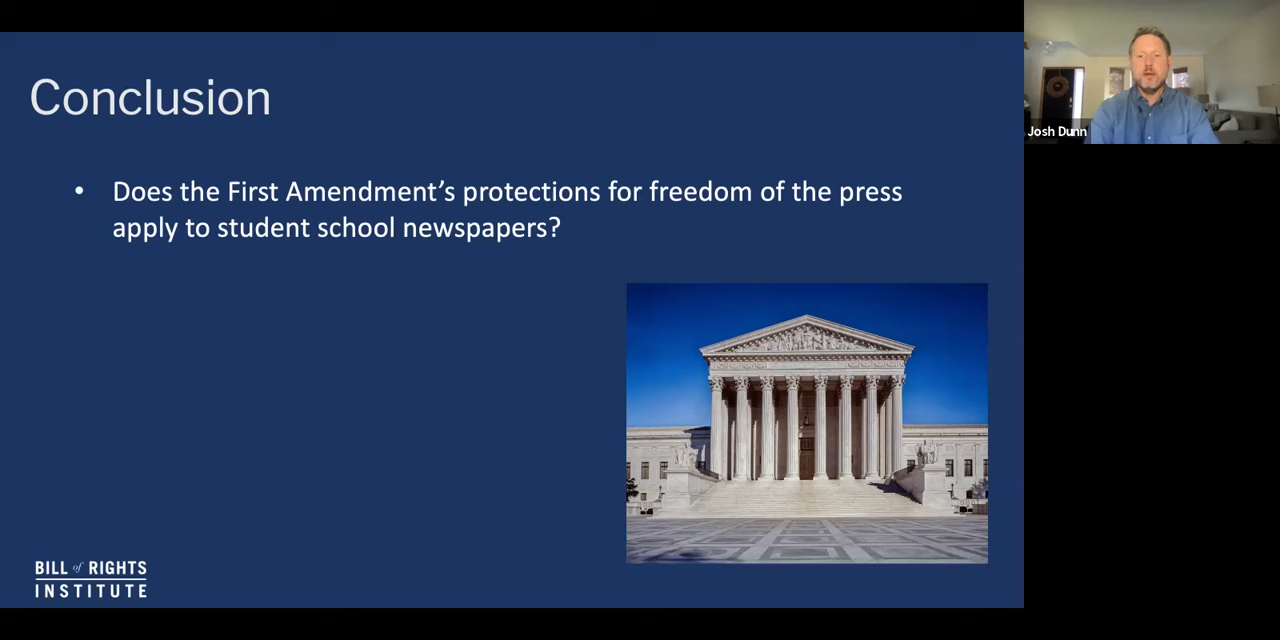 Conclusion
• Does the First Amendment’s protections for freedom of the press
apply to student school newspapers?
BILL of RIGHTS
INSTITUTE
Josh Dunn